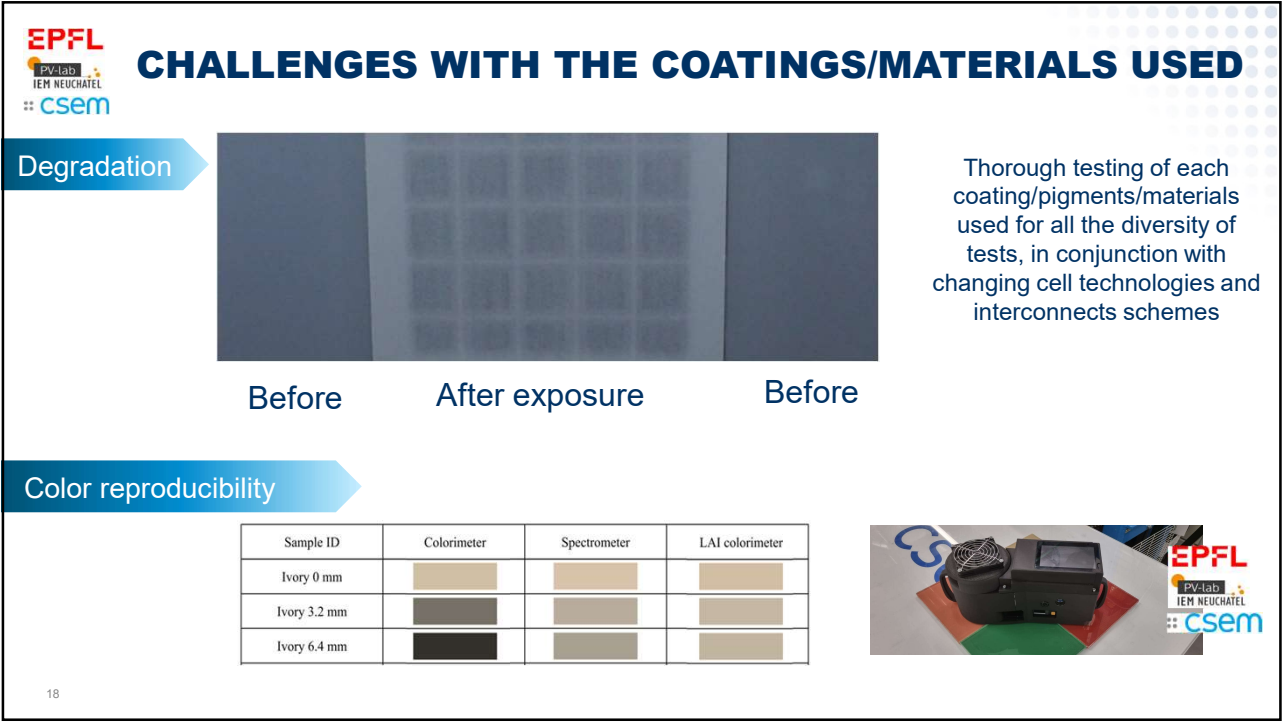 EPFL
PV-lab
IEM NEUCHATEL
csem
CHALLENGES WITH THE COATINGS/MATERIALS USED
Degradation
Thorough testing of each
coating/pigments/materials
used for all the diversity of
tests, in conjunction with
changing cell technologies and
interconnects schemes
Before
After exposure
Before
Color reproducibility
Sample ID
Colorimeter
Spectrometer
LAI colorimeter
Ivory 0 mm
Ivory 3.2 mm
Ivory 6.4 mm
CS
EPFL
PV-lab
IEM NEUCHATEL
csem
18